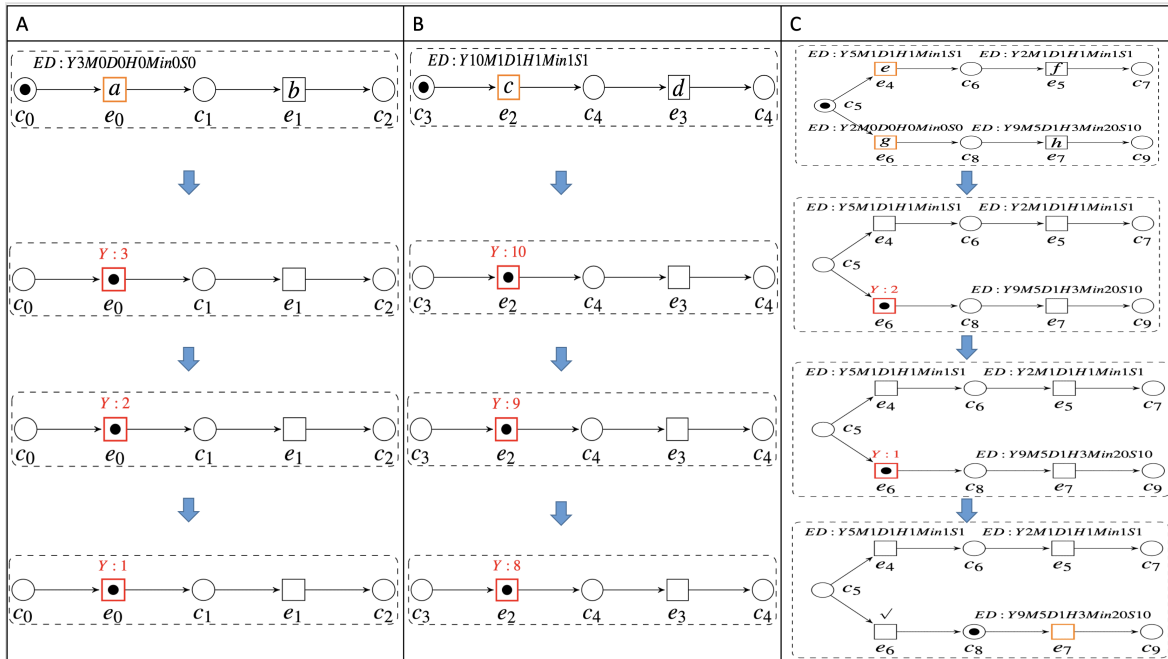 A
ED : Y3M0D0H0Min0S0
a b
c0 e0 c1 e1 c2
Y : 3
c0 e0 c1 e1 c2
Y : 2
c0 e0 c1 e1 c2
Y : 1
c0 e0 c1 e1 c2
B
ED : Y10M1D1H1Min1S1
c d
c3 e2 c4 e3 c4
Y : 10
c3 e2 c4 e3 c4
Y : 9
c3 e2 c4 e3 c4
Y : 8
c3 e2 c4 e3 c4
C
ED : Y5M1D1H1Min1S1 ED : Y2M1D1H1Min1S1
e f
e4 c6 e5 c7
c5
ED : Y2M0D0H0Min0S0 ED : Y9M5D1H3Min20S10
g h
e6 c8 e7 c9
ED : Y5M1D1H1Min1S1 ED : Y2M1D1H1Min1S1
e4 c6 e5 c7
c5
Y : 2 ED : Y9M5D1H3Min20S10
e6 c8 e7 c9
ED : Y5M1D1H1Min1S1 ED : Y2M1D1H1Min1S1
e4 c6 e5 c7
c5
Y : 1 ED : Y9M5D1H3Min20S10
e6 c8 e7 c9
ED : Y5M1D1H1Min1S1 ED : Y2M1D1H1Min1S1
e4 c6 e5 c7
c5
✓ ED : Y9M5D1H3Min20S10
e6 c8 e7 c9